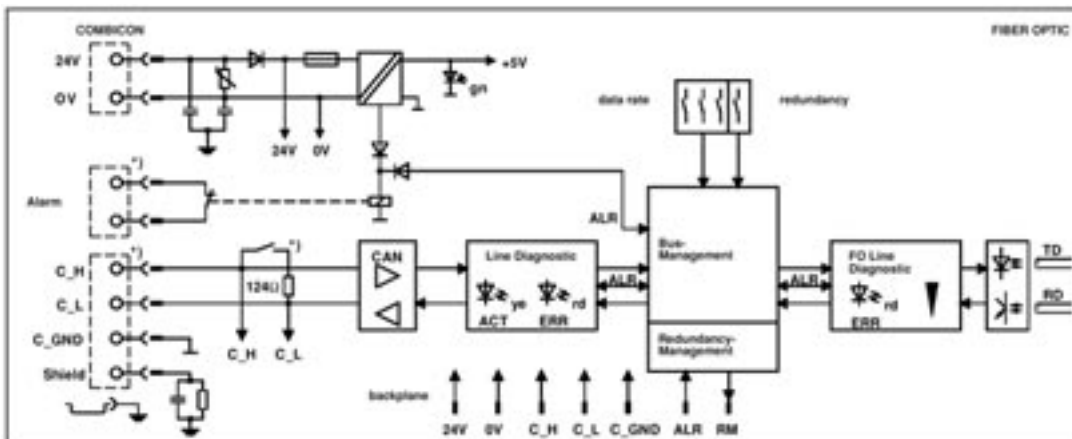 COMBICON
FIBER OPTIC
24V
+5V
gn
OV
data rate
redundancy
24V
0V
*)
Alarm
ALR
*)
C_H
*)
CAN
Line Diagnostic
Bus-
Management
FO Line
Diagnostic
TD
124Ω
ALR
ALR
ye
rd
rd
C_L
ACT
ERR
ERR
RD
C_GND
C_H
C_L
Redundancy-
Management
Shield
backplane
24V
0V
C_H
C_L
C_GND
ALR
RM